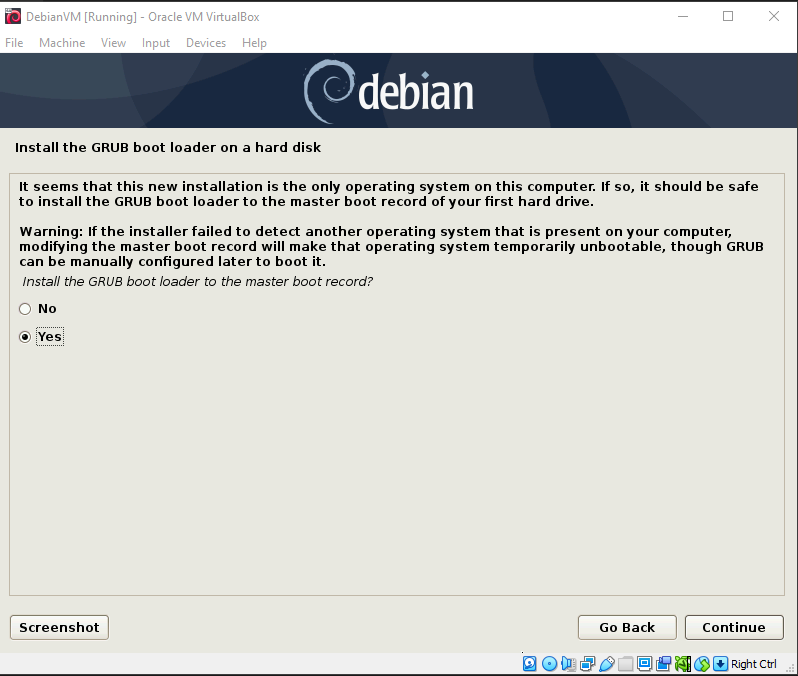 DebianVM [Running] - Oracle VM VirtualBox
File Machine View Input Devices Help
debian
Install the GRUB boot loader on a hard disk
It seems that this new installation is the only operating system on this computer. If so, it should be safe
to install the GRUB boot loader to the master boot record of your first hard drive.
Warning: If the installer failed to detect another operating system that is present on your computer,
modifying the master boot record will make that operating system temporarily unbootable, though GRUB
can be manually configured later to boot it.
Install the GRUB boot loader to the master boot record?
No
Yes
Screenshot Go Back Continue
Right Ctrl